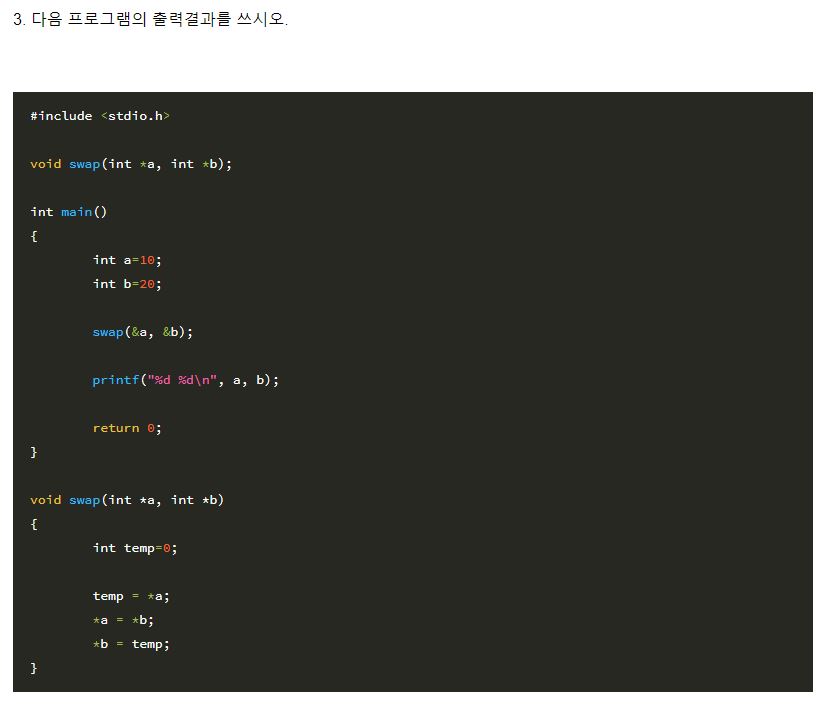 3. 다음 프로그램의 출력결과를 쓰시오.
#include <stdio.h>
void swap(int *a, int *b);
int main()
{
int a=10;
int b=20;
swap(&a, &b);
printf("%d %d\n", a, b);
return 0;
}
void swap(int *a, int *b)
{
int temp=0;
temp = *a;
*a = *b;
*b = temp;
}